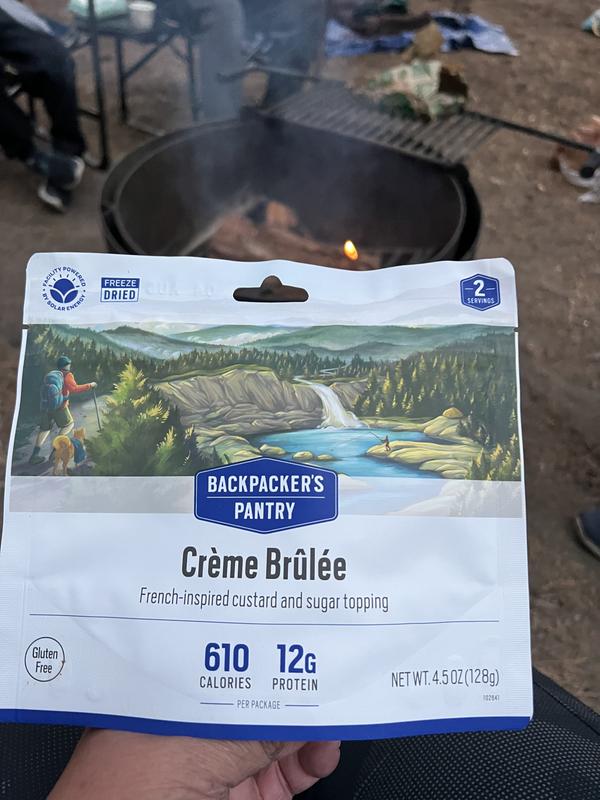 FACILITY POWERED
BY SOLAR ENERGY
FREEZE
DRIED
2
SERVINGS
BACKPACKER'S
PANTRY
Crème Brûlée
French-inspired custard and sugar topping
Gluten
Free
610
CALORIES
12G
PROTEIN
PER PACKAGE
NET WT. 4.5 OZ (128g)
102841